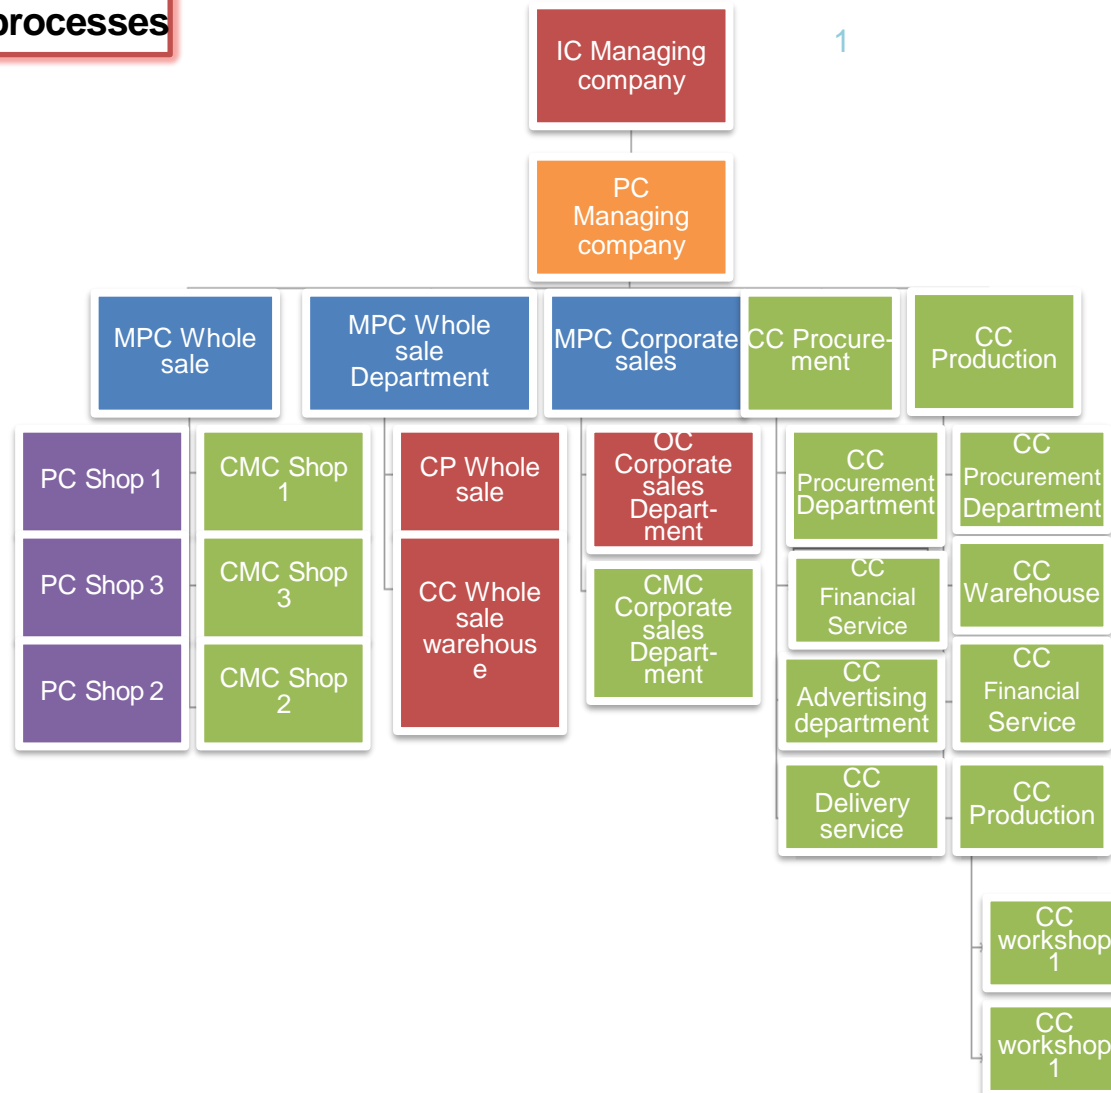 processes
1
IC Managing
company
PC
Managing
company
MPC Whole
sale
MPC Whole
sale
Department
MPC Corporate
sales
CC Procure-
ment
CC
Production
PC Shop 1
CMC Shop
1
PC Shop 3
CMC Shop
3
PC Shop 2
CMC Shop
2
CP Whole
sale
CC Whole
sale
warehous
e
OC
Corporate
sales
Depart-
ment
CMC
Corporate
sales
Depart-
ment
CC
Procurement
Department
CC
Financial
Service
CC
Advertising
department
CC
Delivery
service
CC
Procurement
Department
CC
Warehouse
CC
Financial
Service
CC
Production
CC
workshop
1
CC
workshop
1